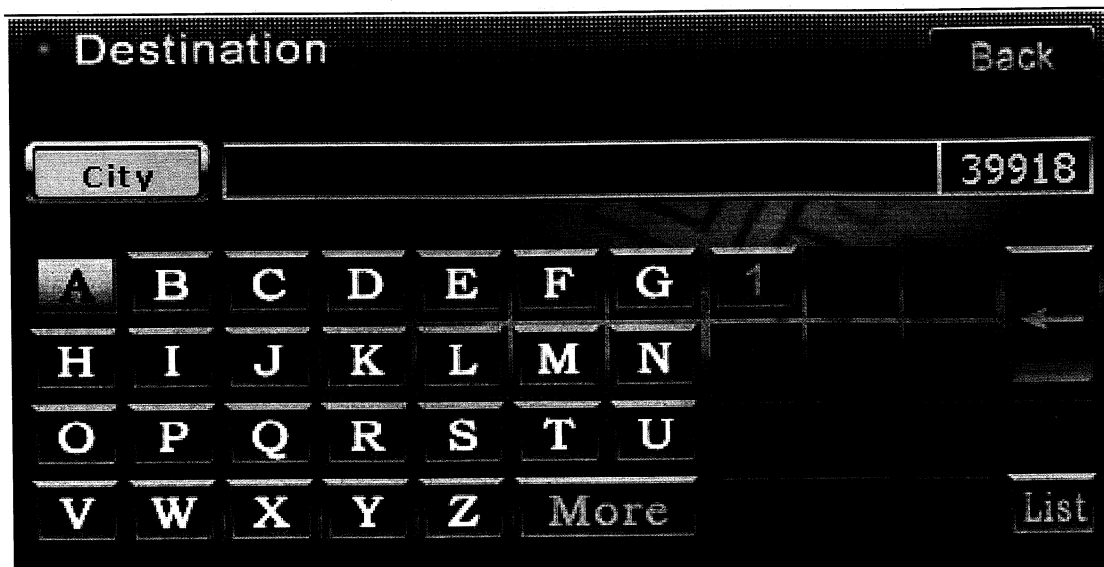 Destination Back
City 39918
A B C D E F G 1
H I J K L M N
O P Q R S T U
V W X Y Z More List